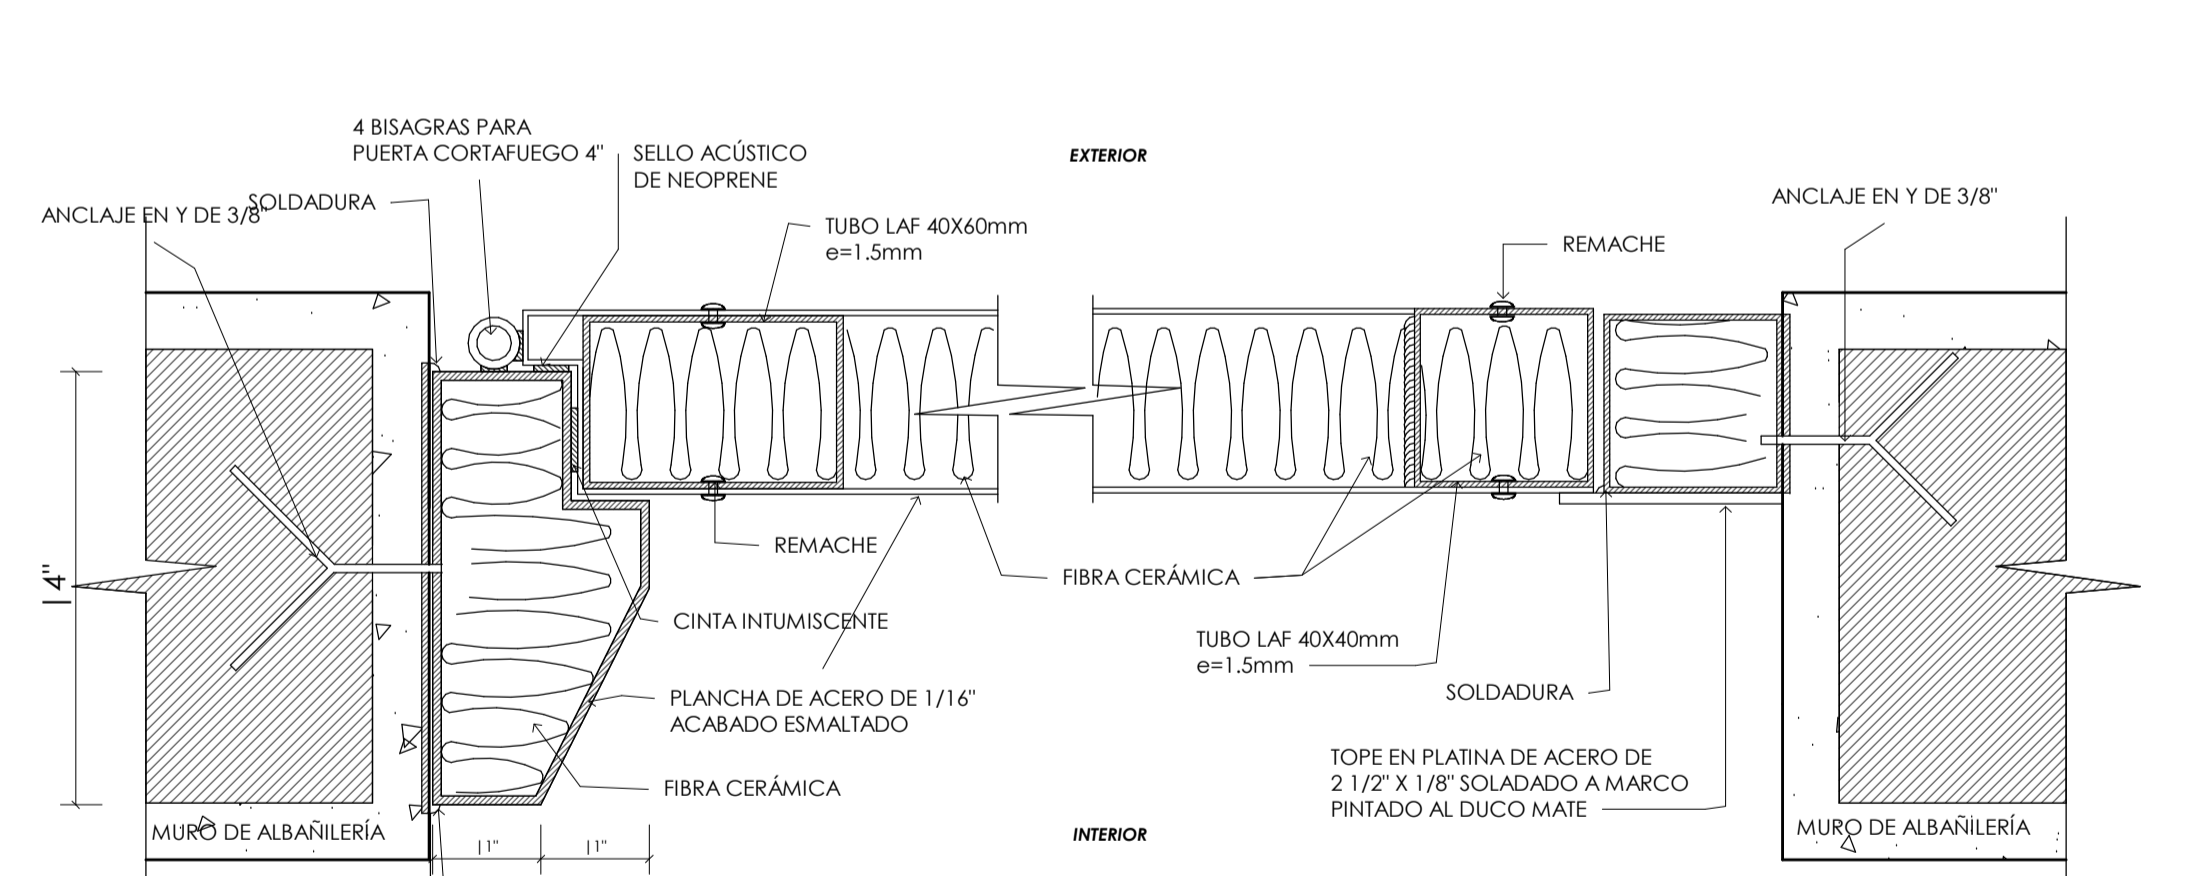 4 BISAGRAS PARA
PUERTA CORTAFUEGO 4"
SELLO ACÚSTICO
DE NEOPRENE
EXTERIOR
SOLDADURA
ANCLAJE EN Y DE 3/8"
ANCLAJE EN Y DE 3/8"
TUBO LAF 40X60mm
e=1.5mm
REMACHE
REMACHE
FIBRA CERÁMICA
4"
CINTA INTUMISCENTE
TUBO LAF 40X40mm
e=1.5mm
PLANCHA DE ACERO DE 1/16"
ACABADO ESMALTADO
SOLDADURA
FIBRA CERÁMICA
TOPE EN PLATINA DE ACERO DE
2 1/2" X 1/8" SOLADADO A MARCO
PINTADO AL DUCO MATE
MURO DE ALBAÑILERÍA
INTERIOR
MURO DE ALBAÑILERÍA
1"
1"